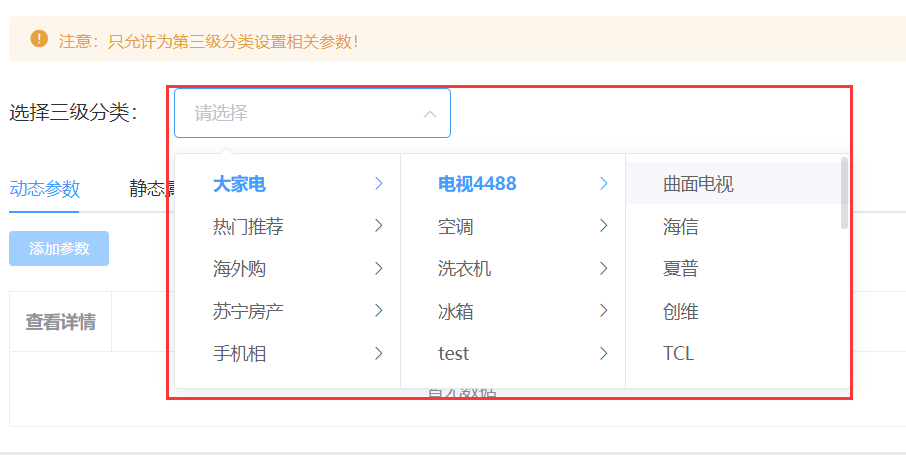 注意：只允许为第三级分类设置相关参数！
选择三级分类：
请选择
动态参数
静态属
添加参数
查看详情
大家电
热门推荐
海外购
苏宁房产
手机相
电视4488
空调
洗衣机
冰箱
test
曲面电视
海信
夏普
创维
TCL